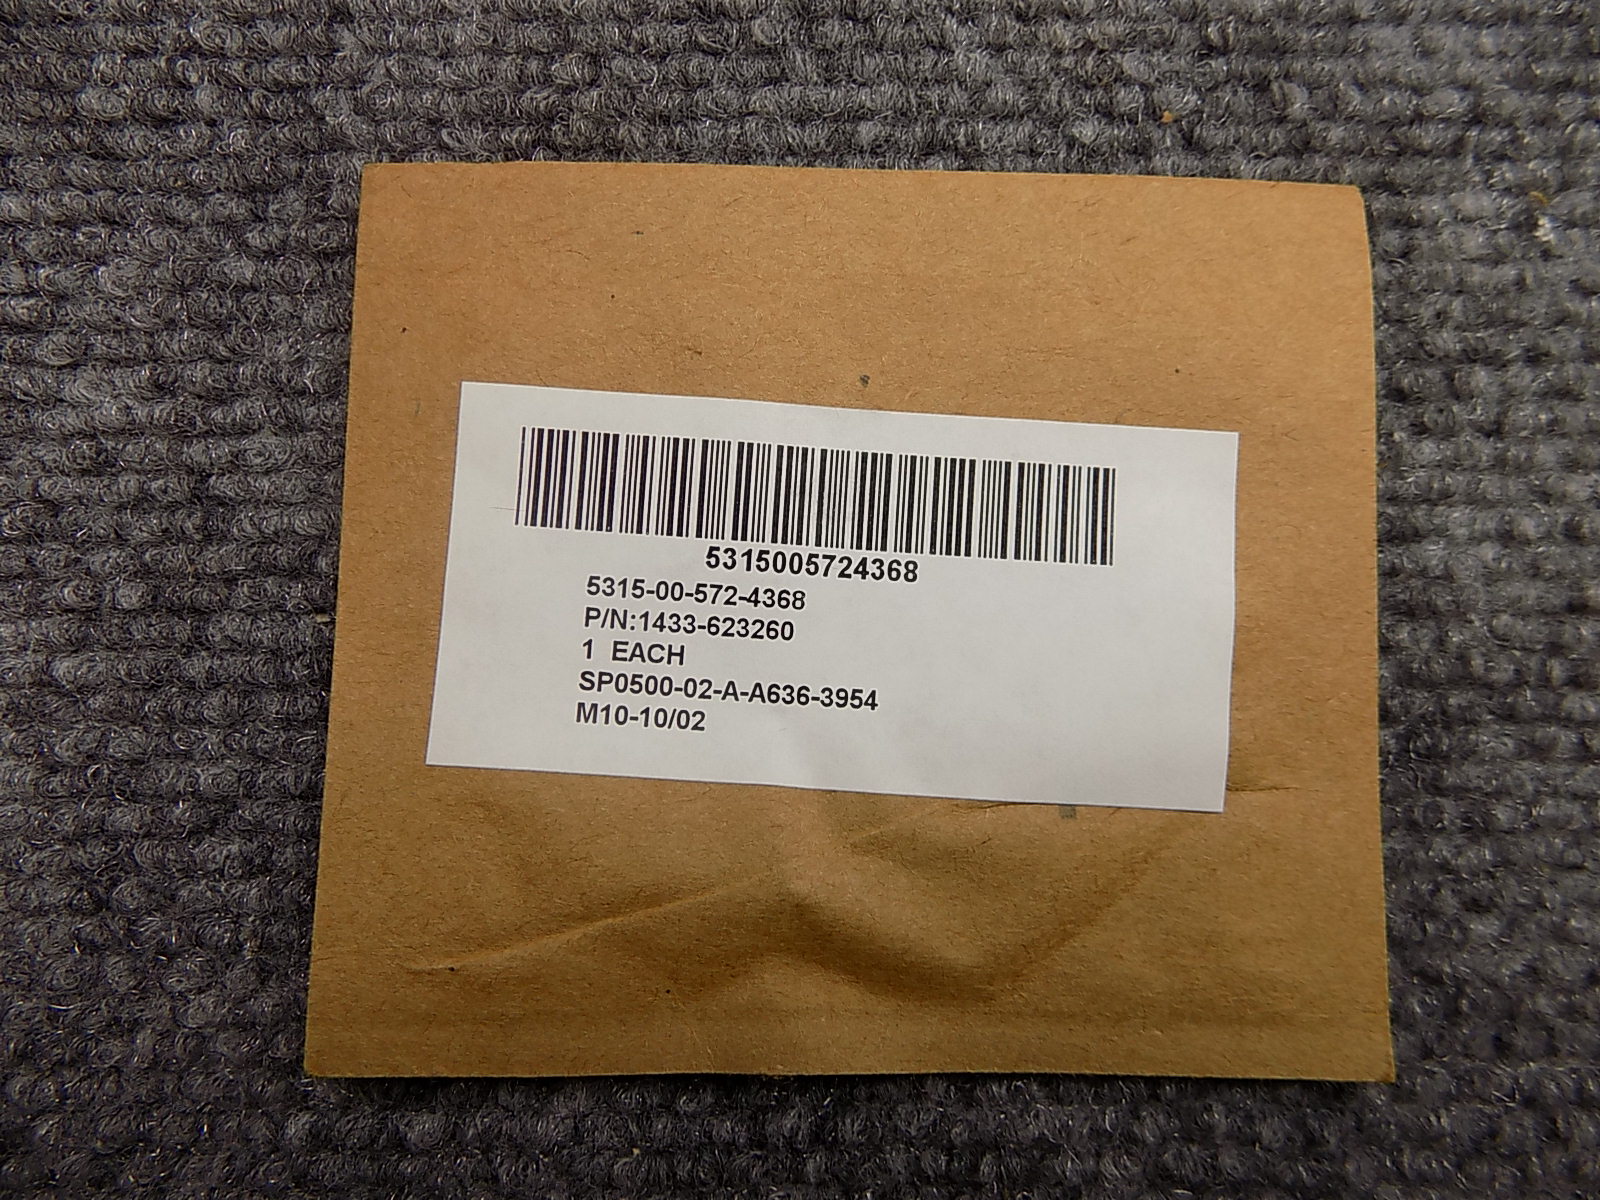 5315005724368
5315-00-572-4368
P/N:1433-623260
1 EACH
SP0500-02-A-A636-3954
M10-10/02